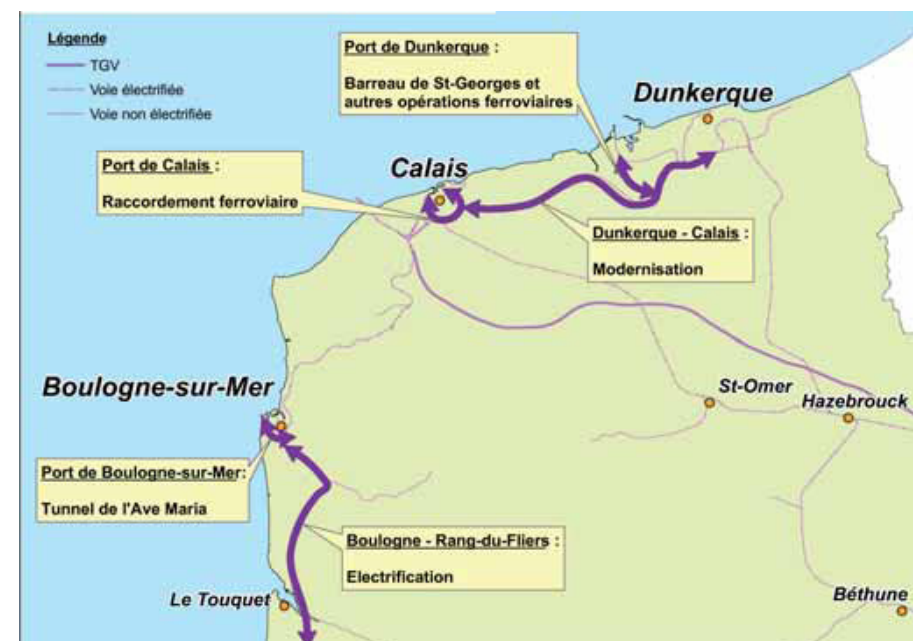 Légende
TGV
Voie électrifiée
Voie non électrifiée
Port de Dunkerque :
Barreau de St-Georges et
autres opérations ferroviaires
Dunkerque
Port de Calais :
Raccordement ferroviaire
Calais
Dunkerque - Calais :
Modernisation
Boulogne-sur-Mer
St-Omer
Hazebrouck
Port de Boulogne-sur-Mer:
Tunnel de l'Ave Maria
Boulogne - Rang-du-Fliers :
Electrification
Le Touquet
Béthune